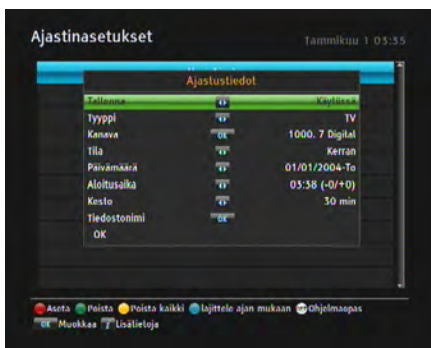 Ajastinasetukset
Tammikuu 1 03:35
Ajastustiedot
Tallenna Käytössä
Tyyppi TV
Kanava OK 1000. 7 Digital
Tila Kerran
Päivämäärä 01/01/2004-To
Aloitusaika 03:38 (-0/+0)
Kesto 30 min
Tiedostonimi OK
OK
Aseta Poista Poista kaikki lajittele ajan mukaan Ohjelmaopas
OK Muokkaa i Lisätietoja